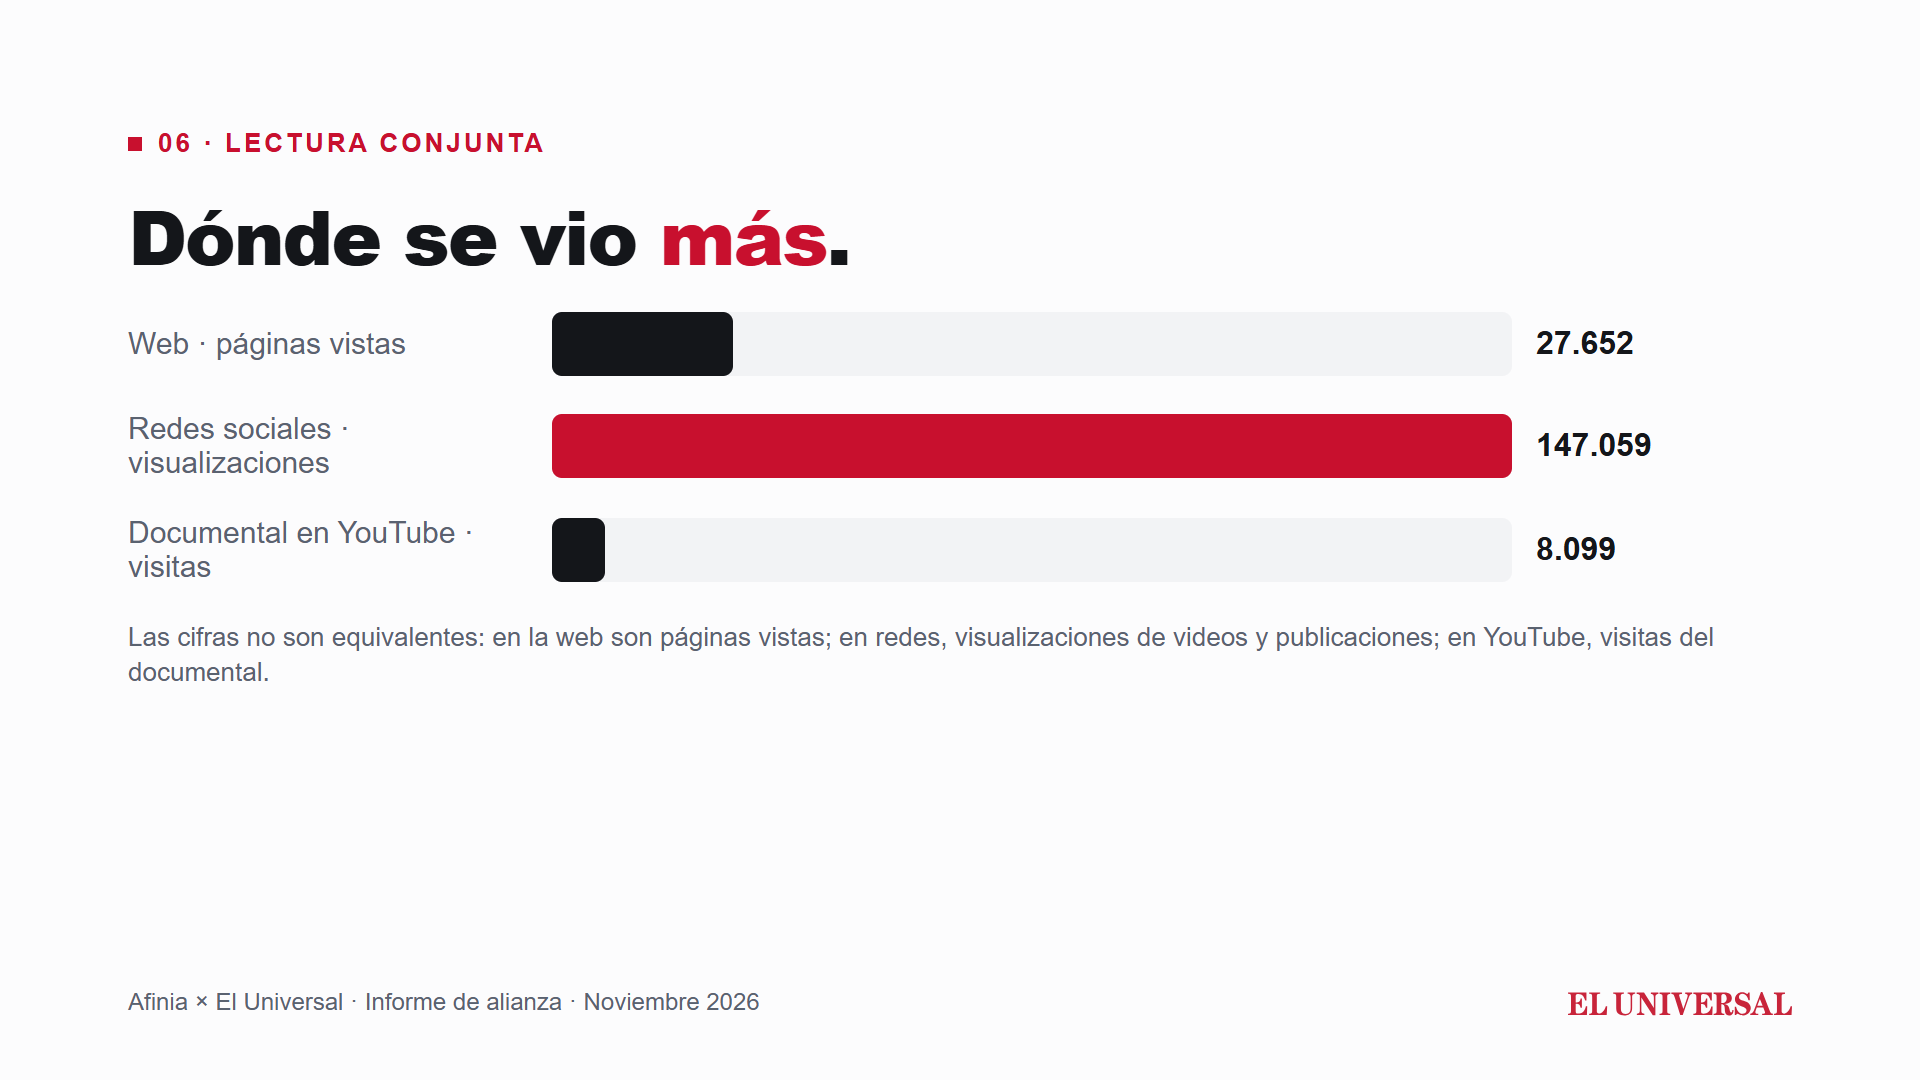 06 · LECTURA CONJUNTA
Dónde se vio más.
Web · páginas vistas
27.652
Redes sociales ·
visualizaciones
147.059
Documental en YouTube ·
visitas
8.099
Las cifras no son equivalentes: en la web son páginas vistas; en redes, visualizaciones de videos y publicaciones; en YouTube, visitas del
documental.
Afinia × El Universal · Informe de alianza · Noviembre 2026
EL UNIVERSAL